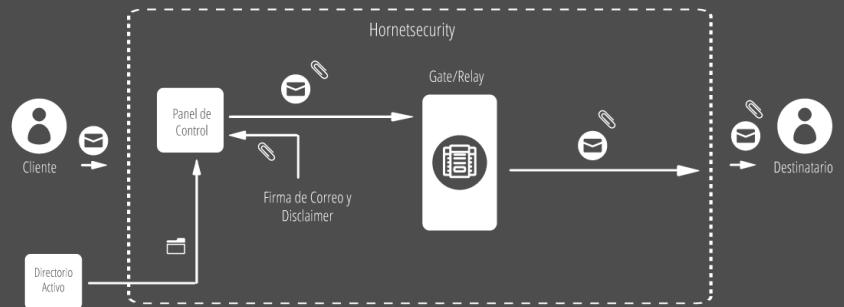 Hornetsecurity
Gate/Relay
Panel de
Control
Cliente
Destinatario
Firma de Correo y
Disclaimer
Directorio
Activo